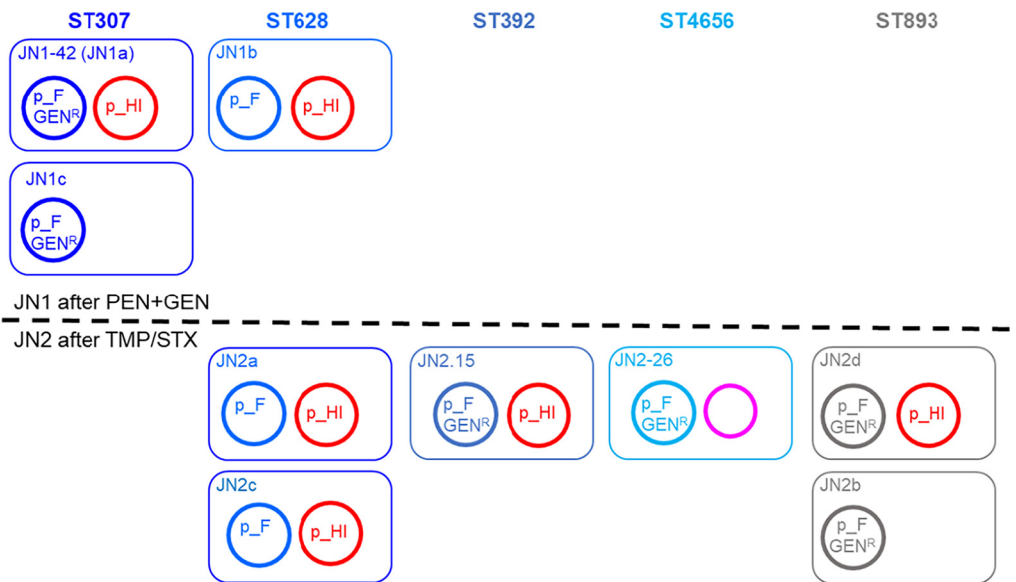 ST307 ST628 ST392 ST4656 ST893
JN1-42 (JN1a)
p_F
GENR
p_HI
JN1b
p_F
p_HI
JN1c
p_F
GENR
JN1 after PEN+GEN
JN2 after TMP/STX
JN2a
p_F
p_HI
JN2.15
p_F
GENR
p_HI
JN2-26
p_F
GENR
JN2d
p_F
GENR
p_HI
JN2c
p_F
p_HI
JN2b
p_F
GENR